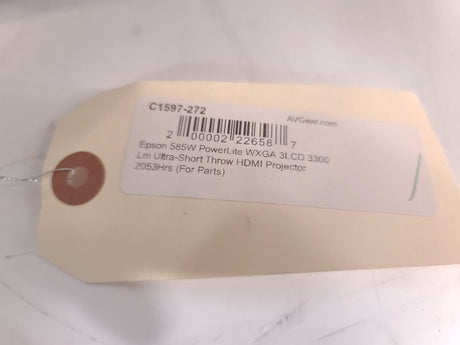 C1597-272
AVGear.com
2 00002 22658 7
Epson 585W PowerLite WXGA 3LCD 3300
Lm Ultra-Short Throw HDMI Projector
2053Hrs (For Parts)